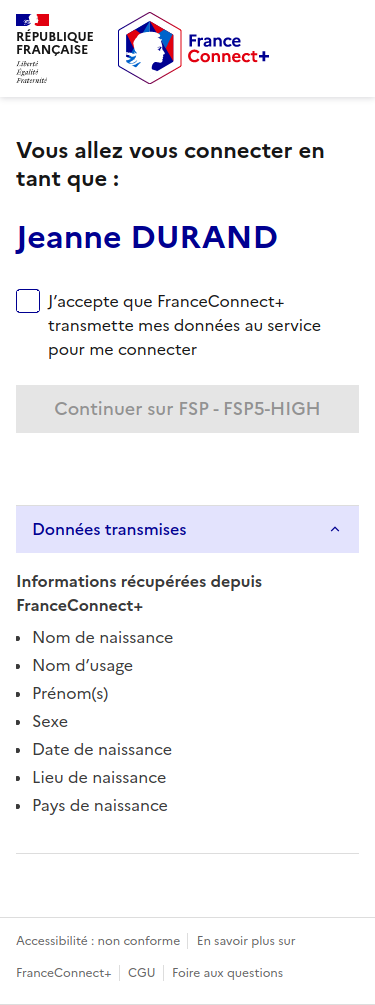 RÉPUBLIQUE
FRANÇAISE
Liberté
Égalité
Fraternité
France
Connect+
Vous allez vous connecter en
tant que :
Jeanne DURAND
J’accepte que FranceConnect+
transmette mes données au service
pour me connecter
Continuer sur FSP - FSP5-HIGH
Données transmises
Informations récupérées depuis
FranceConnect+
Nom de naissance
Nom d’usage
Prénom(s)
Sexe
Date de naissance
Lieu de naissance
Pays de naissance
Accessibilité : non conforme En savoir plus sur
FranceConnect+ CGU Foire aux questions